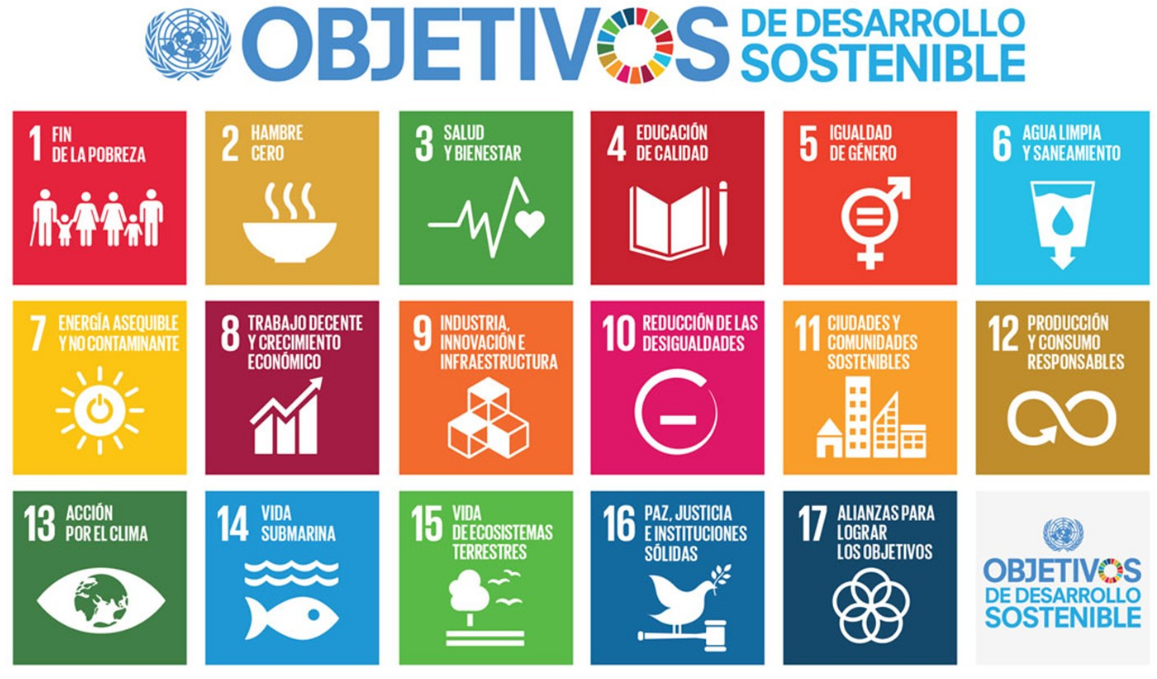 OBJETIVOS DE DESARROLLO
SOSTENIBLE
1 FIN
DE LA POBREZA
2 HAMBRE
CERO
3 SALUD
Y BIENESTAR
4 EDUCACIÓN
DE CALIDAD
5 IGUALDAD
DE GÉNERO
6 AGUA LIMPIA
Y SANEAMIENTO
7 ENERGÍA ASEQUIBLE
Y NO CONTAMINANTE
8 TRABAJO DECENTE
Y CRECIMIENTO
ECONÓMICO
9 INDUSTRIA,
INNOVACIÓN E
INFRAESTRUCTURA
10 REDUCCIÓN DE LAS
DESIGUALDADES
11 CIUDADES Y
COMUNIDADES
SOSTENIBLES
12 PRODUCCIÓN
Y CONSUMO
RESPONSABLES
13 ACCIÓN
POR EL CLIMA
14 VIDA
SUBMARINA
15 VIDA
DE ECOSISTEMAS
TERRESTRES
16 PAZ, JUSTICIA
E INSTITUCIONES
SÓLIDAS
17 ALIANZAS PARA
LOGRAR
LOS OBJETIVOS
OBJETIVOS
DE DESARROLLO
SOSTENIBLE